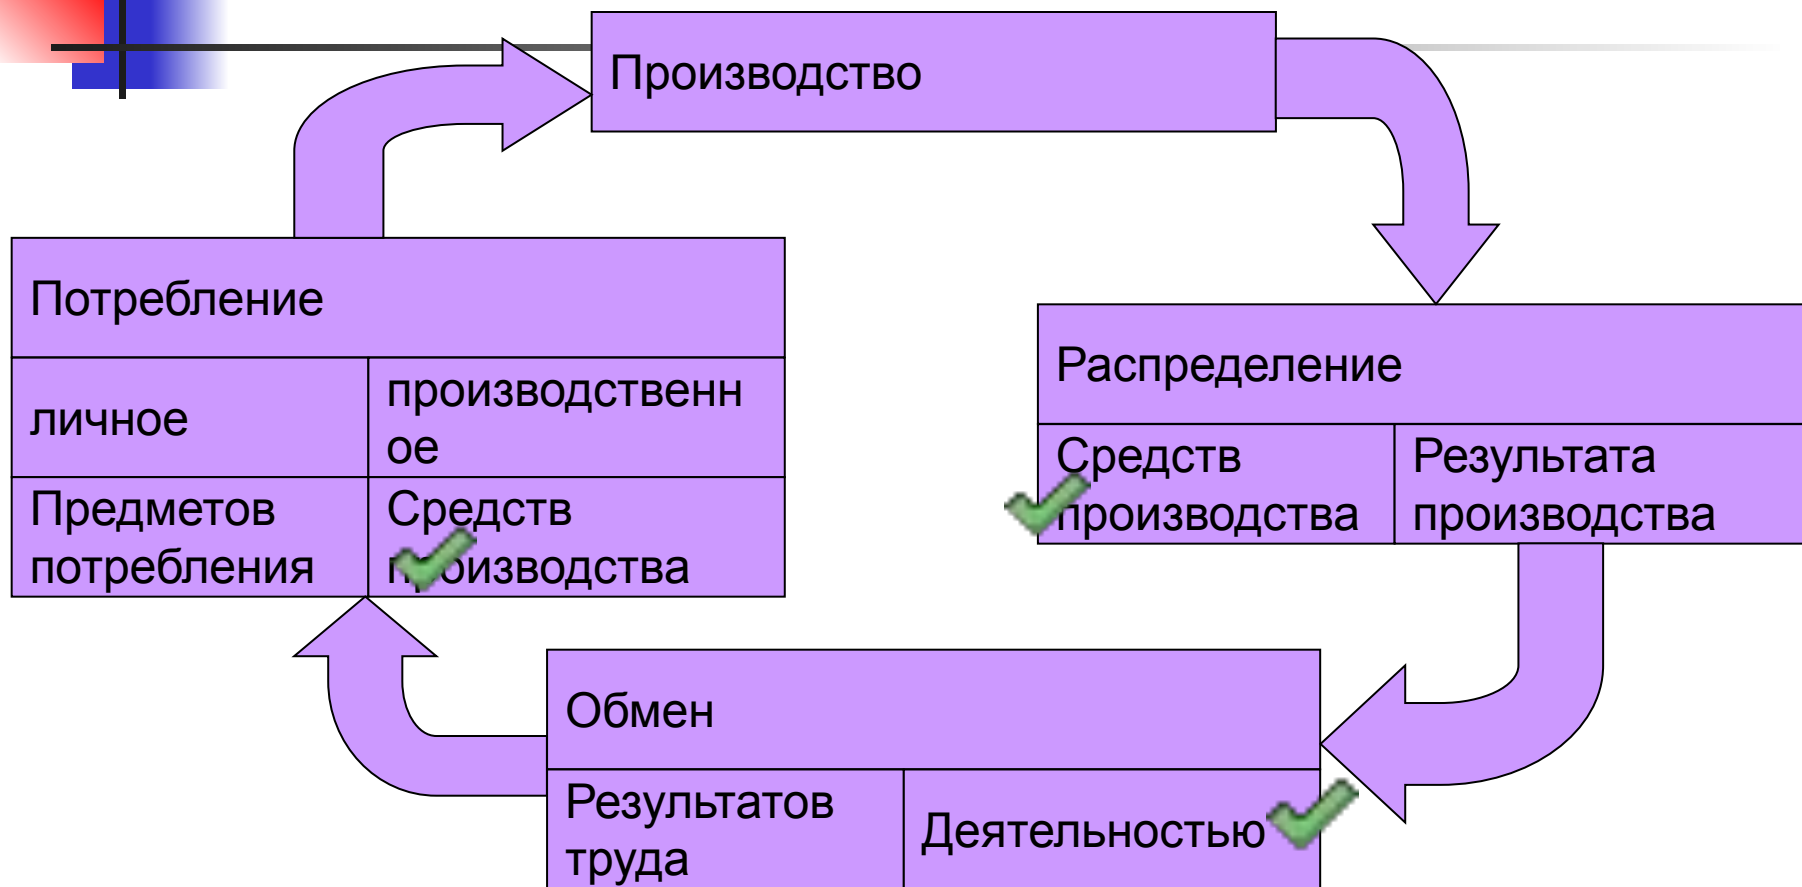 Производство
Потребление
личное
производственн
ое
Предметов
потребления
Средств
производства
Распределение
Средств
производства
Результата
производства
Обмен
Результатов
труда
Деятельностью